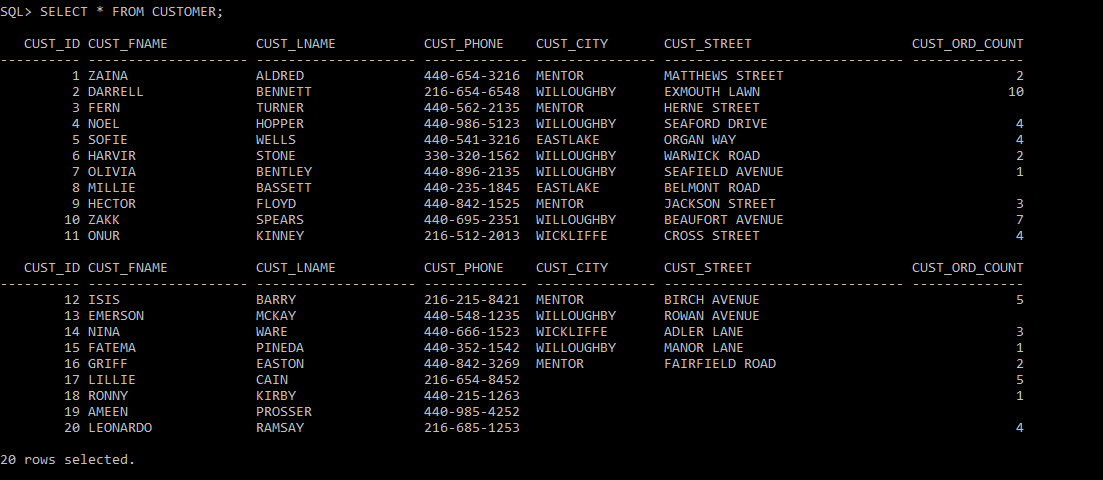 SQL> SELECT * FROM CUSTOMER;
CUST_ID CUST_FNAME CUST_LNAME CUST_PHONE CUST_CITY CUST_STREET CUST_ORD_COUNT
---------- -------------------- -------------------- ------------ --------------- ------------------------------ --------------
1 ZAINA ALDRED 440-654-3216 MENTOR MATTHEWS STREET 2
2 DARRELL BENNETT 216-654-6548 WILLOUGHBY EXMOUTH LAWN 10
3 FERN TURNER 440-562-2135 MENTOR HERNE STREET
4 NOEL HOPPER 440-986-5123 WILLOUGHBY SEAFORD DRIVE 4
5 SOFIE WELLS 440-541-3216 EASTLAKE ORGAN WAY 4
6 HARVIR STONE 330-320-1562 WILLOUGHBY WARWICK ROAD 2
7 OLIVIA BENTLEY 440-896-2135 WILLOUGHBY SEAFIELD AVENUE 1
8 MILLIE BASSETT 440-235-1845 EASTLAKE BELMONT ROAD
9 HECTOR FLOYD 440-842-1525 MENTOR JACKSON STREET 3
10 ZAKK SPEARS 440-695-2351 WILLOUGHBY BEAUFORT AVENUE 7
11 ONUR KINNEY 216-512-2013 WICKLIFFE CROSS STREET 4
CUST_ID CUST_FNAME CUST_LNAME CUST_PHONE CUST_CITY CUST_STREET CUST_ORD_COUNT
---------- -------------------- -------------------- ------------ --------------- ------------------------------ --------------
12 ISIS BARRY 216-215-8421 MENTOR BIRCH AVENUE 5
13 EMERSON MCKAY 440-548-1235 WILLOUGHBY ROWAN AVENUE
14 NINA WARE 440-666-1523 WICKLIFFE ADLER LANE 3
15 FATEMA PINEDA 440-352-1542 WILLOUGHBY MANOR LANE 1
16 GRIFF EASTON 440-842-3269 MENTOR FAIRFIELD ROAD 2
17 LILLIE CAIN 216-654-8452 5
18 RONNY KIRBY 440-215-1263 1
19 AMEEN PROSSER 440-985-4252
20 LEONARDO RAMSAY 216-685-1253 4
20 rows selected.